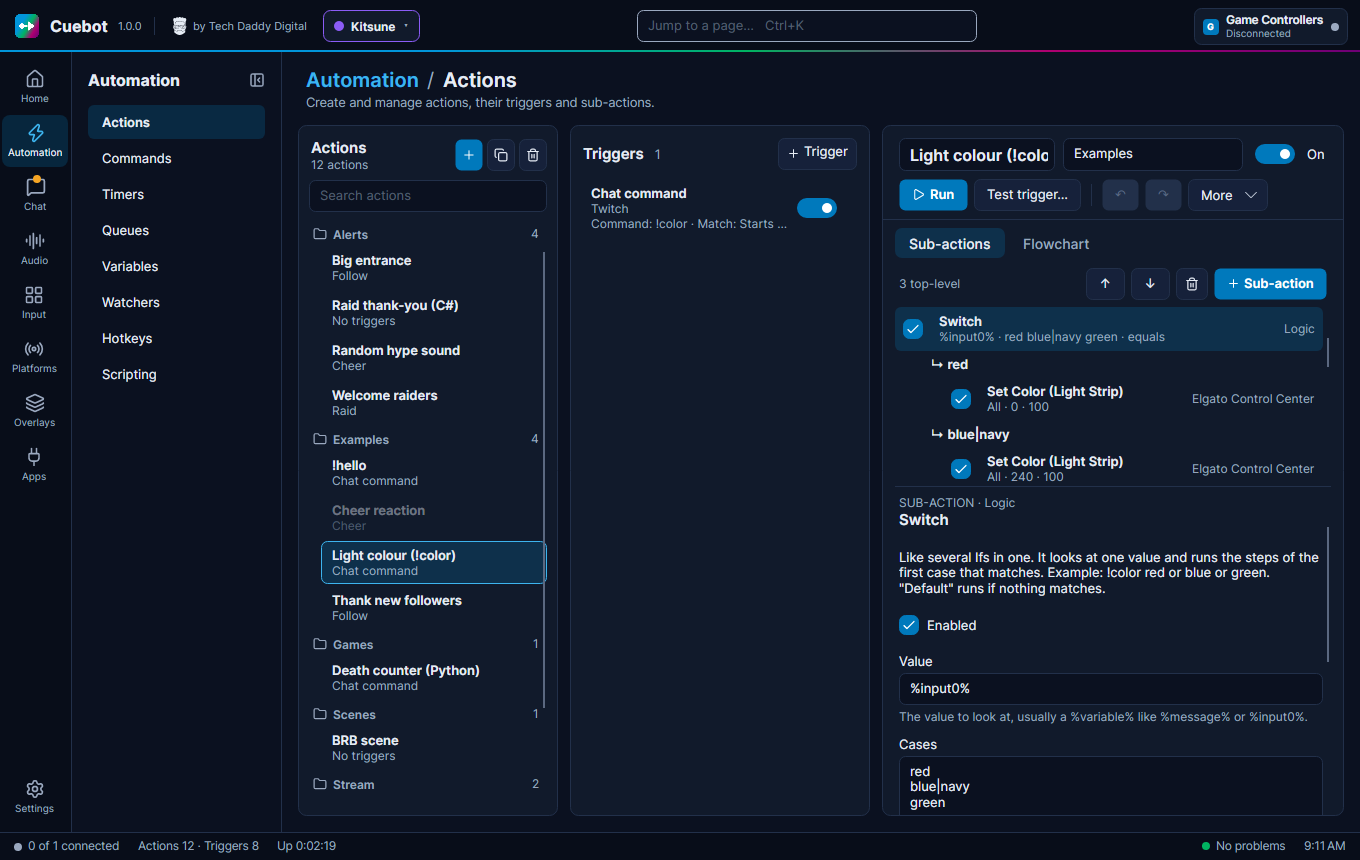 Cuebot 1.0.0 by Tech Daddy Digital Kitsune
Jump to a page... Ctrl+K
G Game Controllers
Disconnected
Home
Automation
Chat
Audio
Input
Platforms
Overlays
Apps
Settings
Automation
Actions
Commands
Timers
Queues
Variables
Watchers
Hotkeys
Scripting
Automation / Actions
Create and manage actions, their triggers and sub-actions.
Actions
12 actions
Search actions
Alerts 4
Big entrance
Follow
Raid thank-you (C#)
No triggers
Random hype sound
Cheer
Welcome raiders
Raid
Examples 4
!hello
Chat command
Cheer reaction
Cheer
Light colour (!color)
Chat command
Thank new followers
Follow
Games 1
Death counter (Python)
Chat command
Scenes 1
BRB scene
No triggers
Stream 2
Triggers 1
+ Trigger
Chat command
Twitch
Command: !color · Match: Starts ...
Light colour (!colo
Examples
On
Run
Test trigger...
More
Sub-actions
Flowchart
3 top-level
+ Sub-action
Switch
%input0% · red blue|navy green · equals
Logic
↳ red
Set Color (Light Strip)
All · 0 · 100
Elgato Control Center
↳ blue|navy
Set Color (Light Strip)
All · 240 · 100
Elgato Control Center
SUB-ACTION · Logic
Switch
Like several Ifs in one. It looks at one value and runs the steps of the
first case that matches. Example: !color red or blue or green.
"Default" runs if nothing matches.
Enabled
Value
%input0%
The value to look at, usually a %variable% like %message% or %input0%.
Cases
red
blue|navy
green
0 of 1 connected Actions 12 · Triggers 8 Up 0:02:19
No problems 9:11 AM